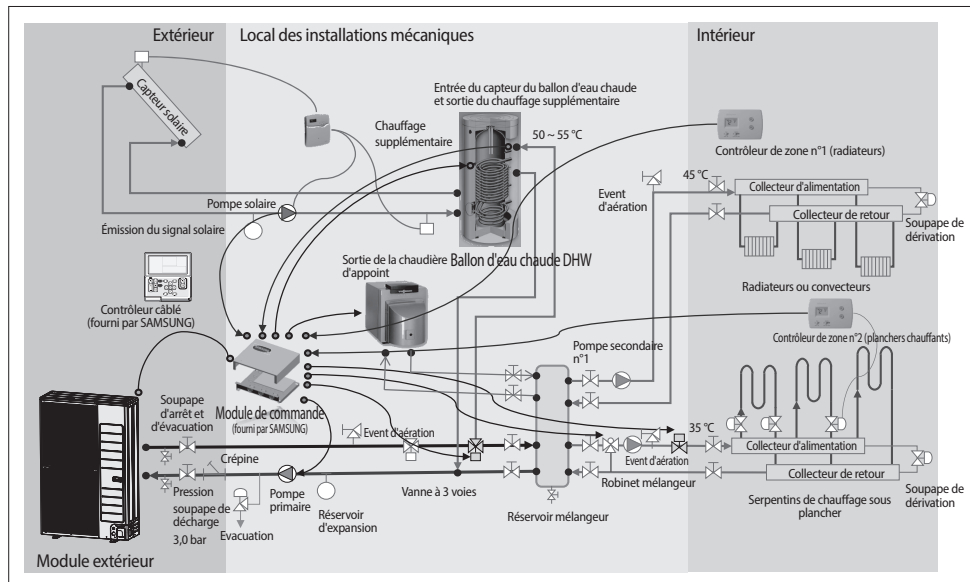 Extérieur
Local des installations mécaniques
Intérieur
Capteur solaire
Entrée du capteur du ballon d'eau chaude
et sortie du chauffage supplémentaire
Chauffage
supplémentaire
50 ~ 55 °C
Contrôleur de zone n°1 (radiateurs)
45 °C
Event
d'aération
Collecteur d'alimentation
Collecteur de retour
Soupape de
dérivation
Pompe solaire
Émission du signal solaire
Sortie de la chaudière
d'appoint
Ballon d'eau chaude DHW
Radiateurs ou convecteurs
Contrôleur câblé
(fourni par SAMSUNG)
Contrôleur de zone n°2 (planchers chauffants)
Pompe secondaire
n°1
Soupape
d'arrêt et
d'évacuation
Module de commande
(fourni par SAMSUNG)
Event d'aération
35 °C
Collecteur d'alimentation
Event d'aération
Crépine
Collecteur de retour
Robinet mélangeur
Pression
soupape de
décharge
3,0 bar
Pompe
primaire
Vanne à 3 voies
Réservoir
d'expansion
Evacuation
Réservoir mélangeur
Serpentins de chauffage sous
plancher
Soupape de
dérivation
Module extérieur